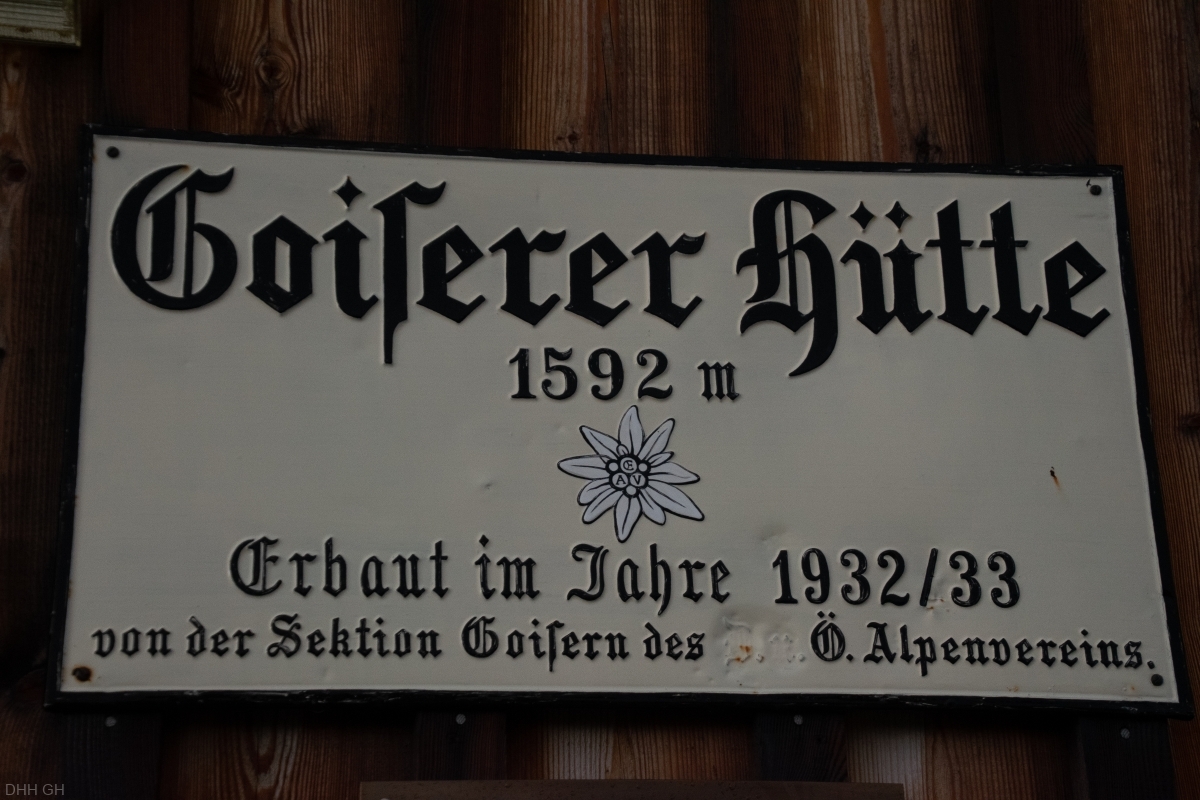 Goiſerer Hütte
1592 m
E
A V
Erbaut im Jahre 1932/33
von der Sektion Goiſern des D.u. Ö. Alpenvereins.
DHH GH